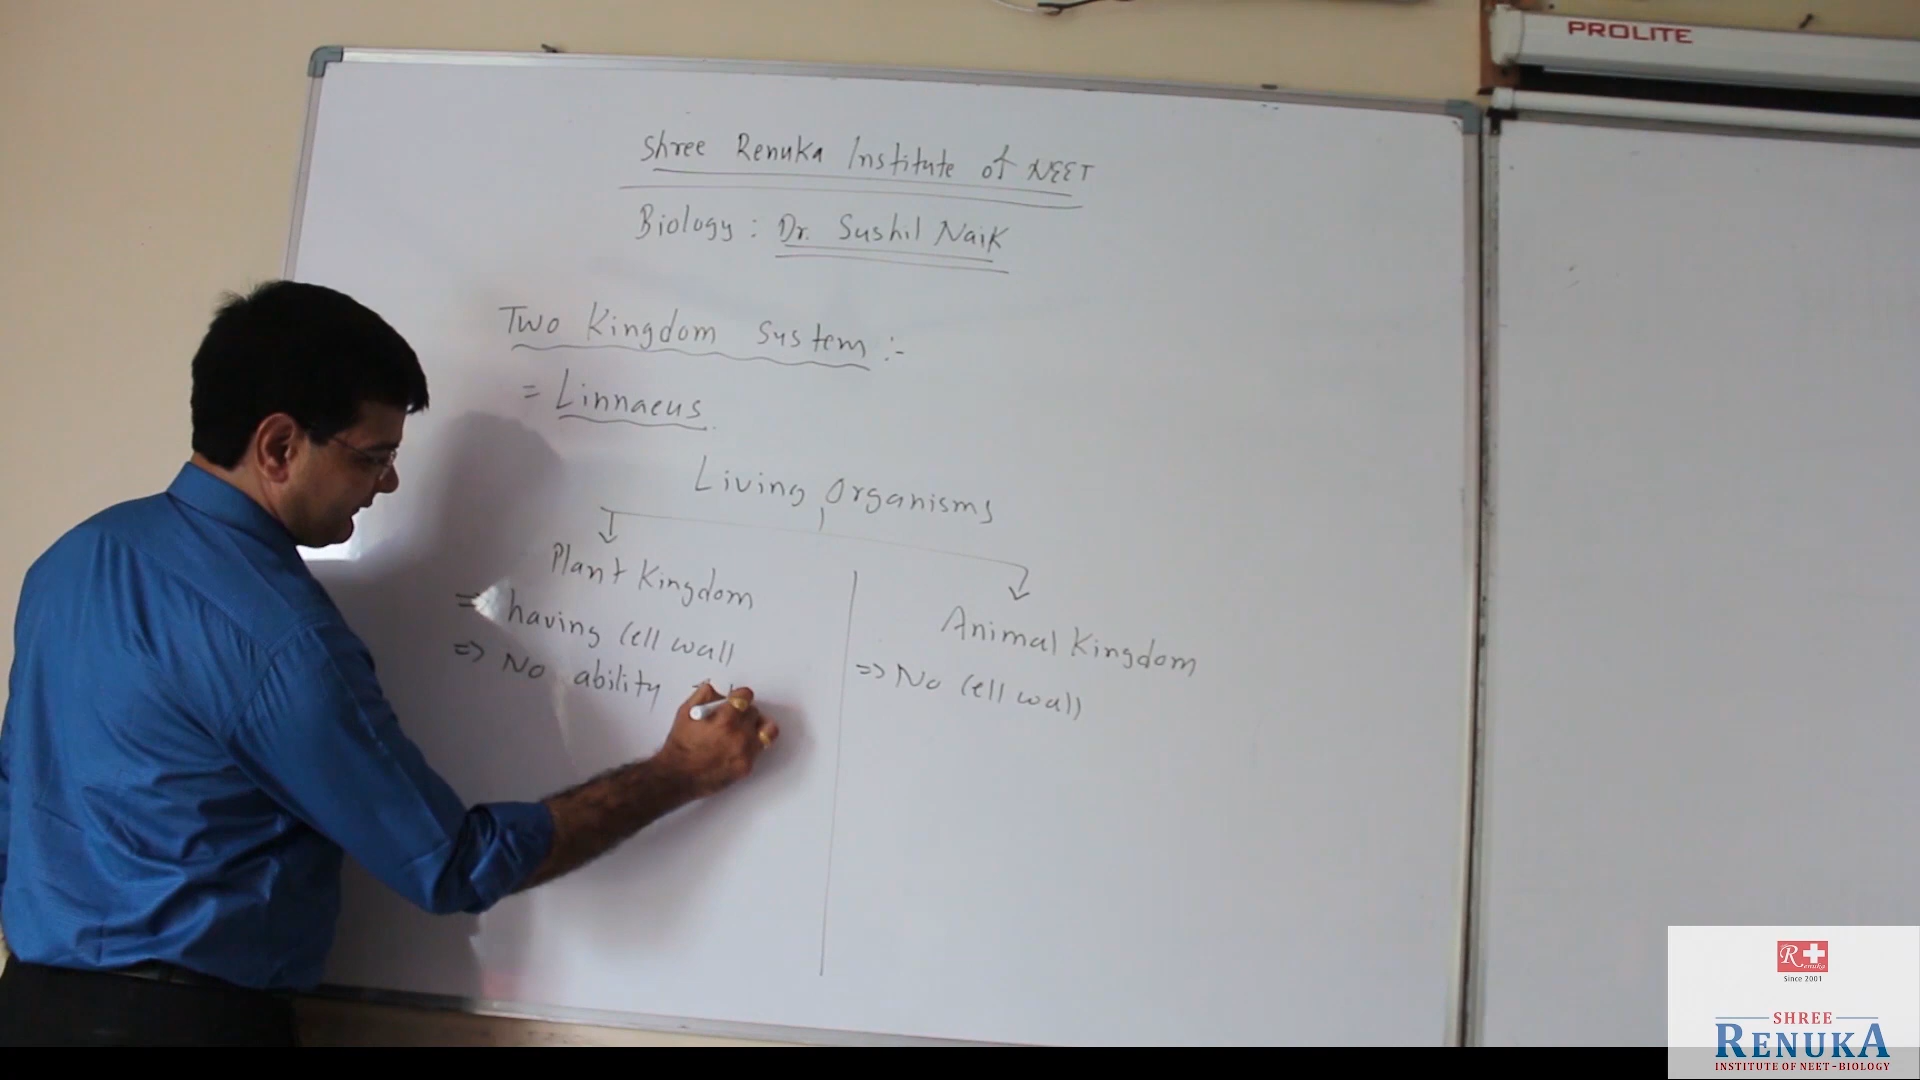 PROLITE
Shree Renuka Institute of NEET
Biology : Dr. Sushil Naik
Two Kingdom System :-
= Linnaeus.
Living Organisms
Plant Kingdom
=> having Cell wall
=> No ability
Animal Kingdom
=> No Cell wall
R+
Renuka
Since 2001
SHREE
RENUKA
INSTITUTE OF NEET-BIOLOGY